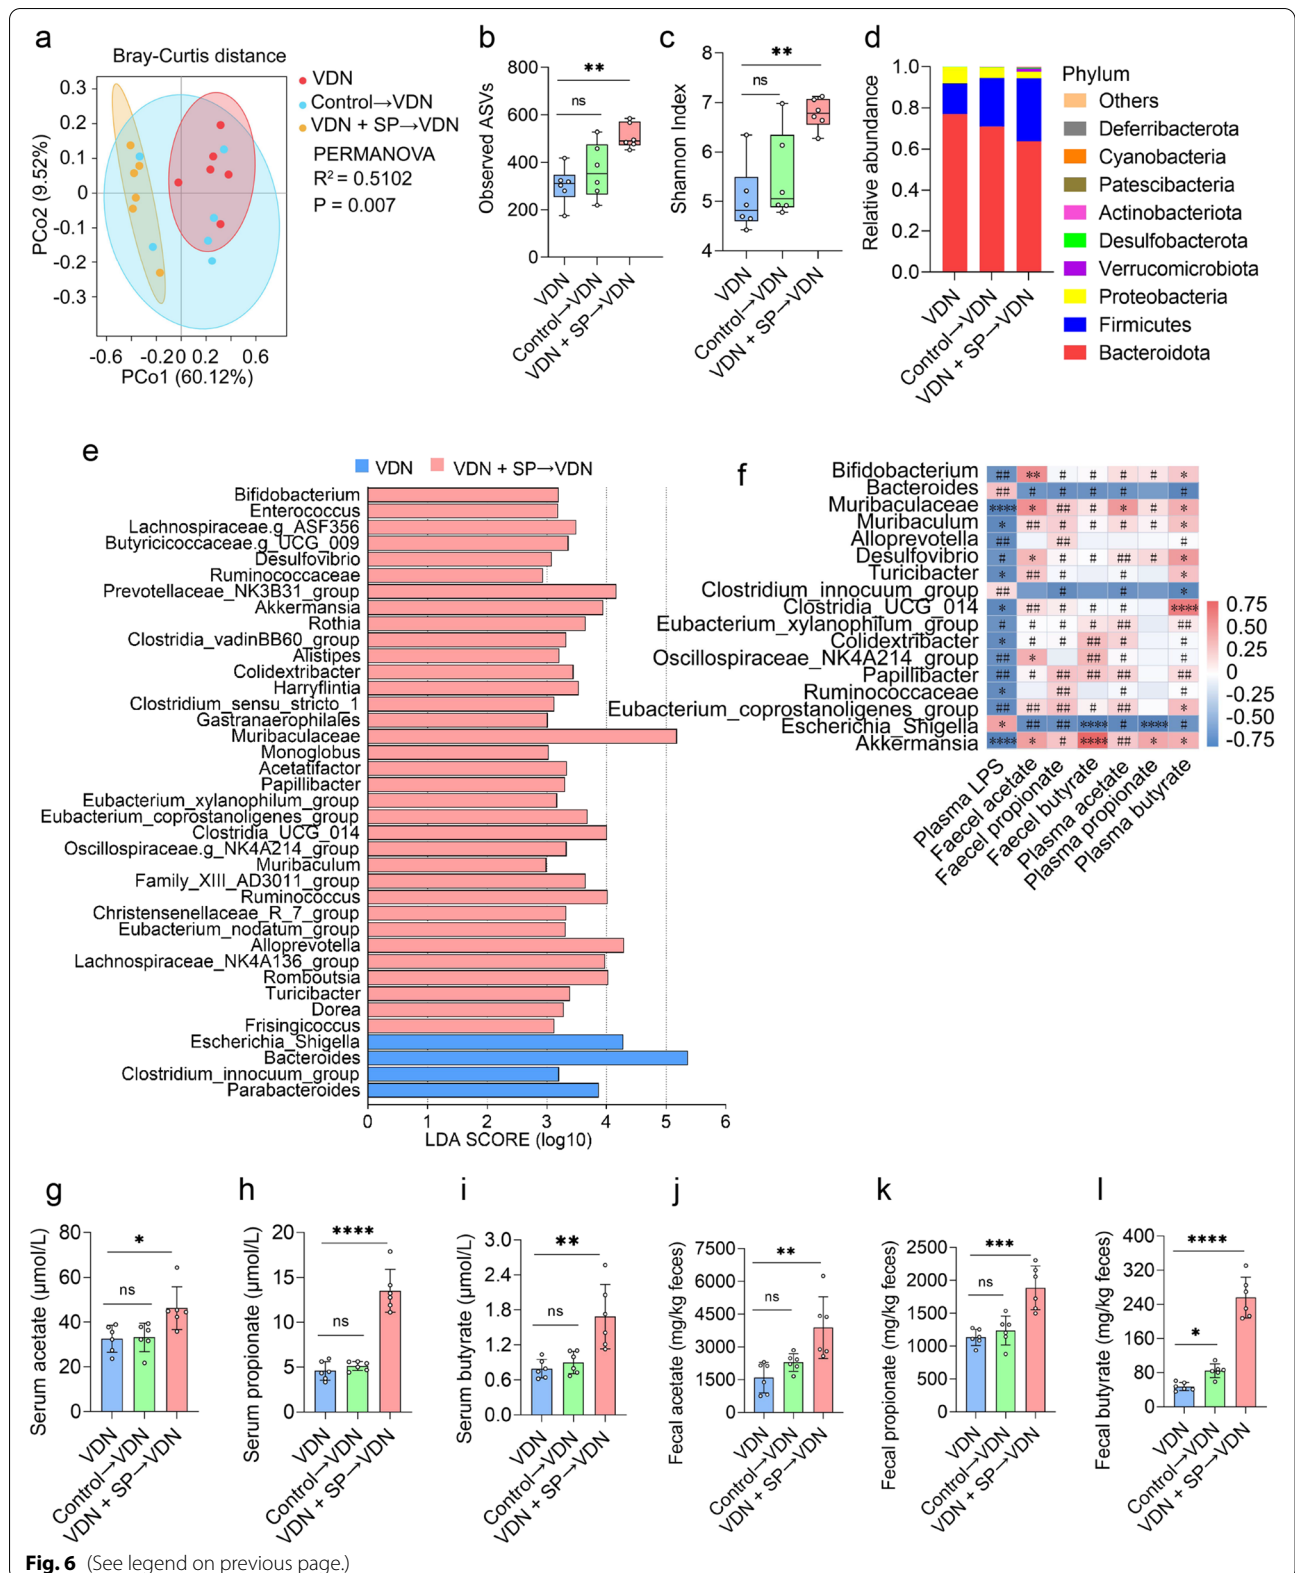 a
Bray-Curtis distance
VDN
Control→VDN
VDN + SP→VDN
PERMANOVA
R² = 0.5102
P = 0.007
0.3
0.2
0.1
0
-0.1
-0.2
-0.3
PCo2 (9.52%)
-0.6 -0.20 0.2 0.6
PCo1 (60.12%)
b
**
ns
800
600
400
200
0
Observed ASVs
VDN
Control→VDN
VDN + SP→VDN
c
**
ns
8
7
6
5
4
Shannon Index
VDN
Control→VDN
VDN + SP→VDN
d
1.0
0.8
0.6
0.4
0.2
0.0
Relative abundance
VDN
Control→VDN
VDN + SP→VDN
Phylum
Others
Deferribacterota
Cyanobacteria
Patescibacteria
Actinobacteriota
Desulfobacterota
Verrucomicrobiota
Proteobacteria
Firmicutes
Bacteroidota
e
VDN
VDN + SP→VDN
Bifidobacterium
Enterococcus
Lachnospiraceae.g_ASF356
Butyricicoccaceae.g_UCG_009
Desulfovibrio
Ruminococcaceae
Prevotellaceae_NK3B31_group
Akkermansia
Rothia
Clostridia_vadinBB60_group
Alistipes
Colidextribacter
Harryflintia
Clostridium_sensu_stricto_1
Gastranaerophilales
Muribaculaceae
Monoglobus
Acetatifactor
Papillibacter
Eubacterium_xylanophilum_group
Eubacterium_coprostanoligenes_group
Clostridia_UCG_014
Oscillospiraceae.g_NK4A214_group
Muribaculum
Family_XIII_AD3011_group
Ruminococcus
Christensenellaceae_R_7_group
Eubacterium_nodatum_group
Alloprevotella
Lachnospiraceae_NK4A136_group
Romboutsia
Turicibacter
Dorea
Frisingicoccus
Escherichia_Shigella
Bacteroides
Clostridium_innocuum_group
Parabacteroides
0 1 2 3 4 5 6
LDA SCORE (log10)
f
Bifidobacterium ## ** # # # # *
Bacteroides ## # # # # #
Muribaculaceae **** * ## # * # *
Muribaculum * ## # # # # *
Alloprevotella ## ## #
Desulfovibrio # * # # ## # *
Turicibacter * ## # # *
Clostridium_innocuum_group ## # # *
Clostridia_UCG_014 * ## # # # ****
Eubacterium_xylanophilum_group # # # # ## ##
Colidextribacter * # # ## # #
Oscillospiraceae_NK4A214_group ## * ## # #
Papillibacter ## # ## ## ## ##
Ruminococcaceae * ## # #
Eubacterium_coprostanoligenes_group ## ## ## # ## *
Escherichia_Shigella * ## ## **** # **** #
Akkermansia **** * # **** ## * *
0.75
0.50
0.25
0
-0.25
-0.50
-0.75
Plasma LPS
Faecel acetate
Faecel propionate
Faecel butyrate
Plasma acetate
Plasma propionate
Plasma butyrate
g
*
ns
80
60
40
20
0
Serum acetate (μmol/L)
VDN
Control→VDN
VDN + SP→VDN
h
****
ns
20
15
10
5
0
Serum propionate (μmol/L)
VDN
Control→VDN
VDN + SP→VDN
i
**
ns
3.0
2.4
1.8
1.2
0.6
0.0
Serum butyrate (μmol/L)
VDN
Control→VDN
VDN + SP→VDN
j
**
ns
7500
6000
4500
3000
1500
0
Fecal acetate (mg/kg feces)
VDN
Control→VDN
VDN + SP→VDN
k
***
ns
2500
2000
1500
1000
500
0
Fecal propionate (mg/kg feces)
VDN
Control→VDN
VDN + SP→VDN
l
****
*
400
320
240
160
80
0
Fecal butyrate (mg/kg feces)
VDN
Control→VDN
VDN + SP→VDN
Fig. 6 (See legend on previous page.)